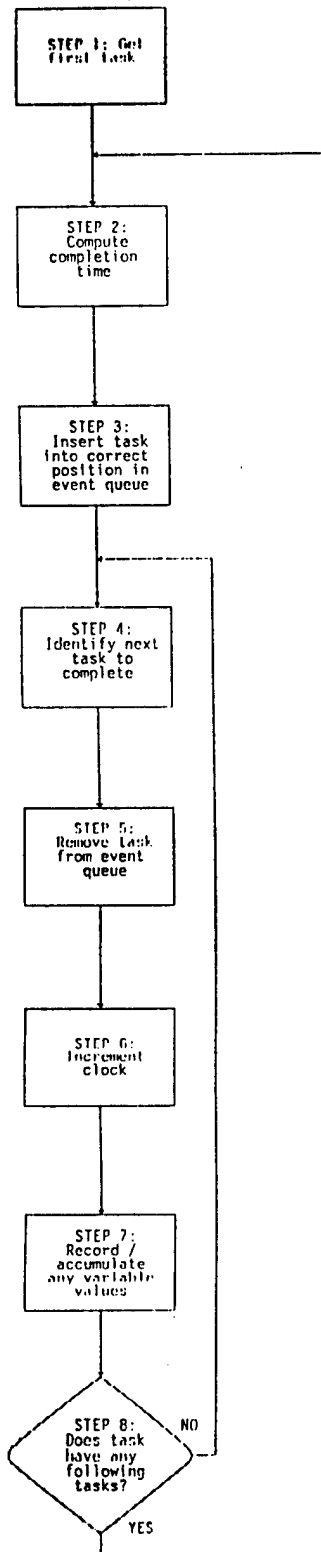 STEP 1: Get
first task
STEP 2:
Compute
completion
time
STEP 3:
Insert task
into correct
position in
event queue
STEP 4:
Identify next
task to
complete
STEP 5:
Remove task
from event
queue
STEP 6:
Increment
clock
STEP 7:
Record /
accumulate
any variable
values
STEP 8:
Does task
have any
following
tasks?
NO
YES